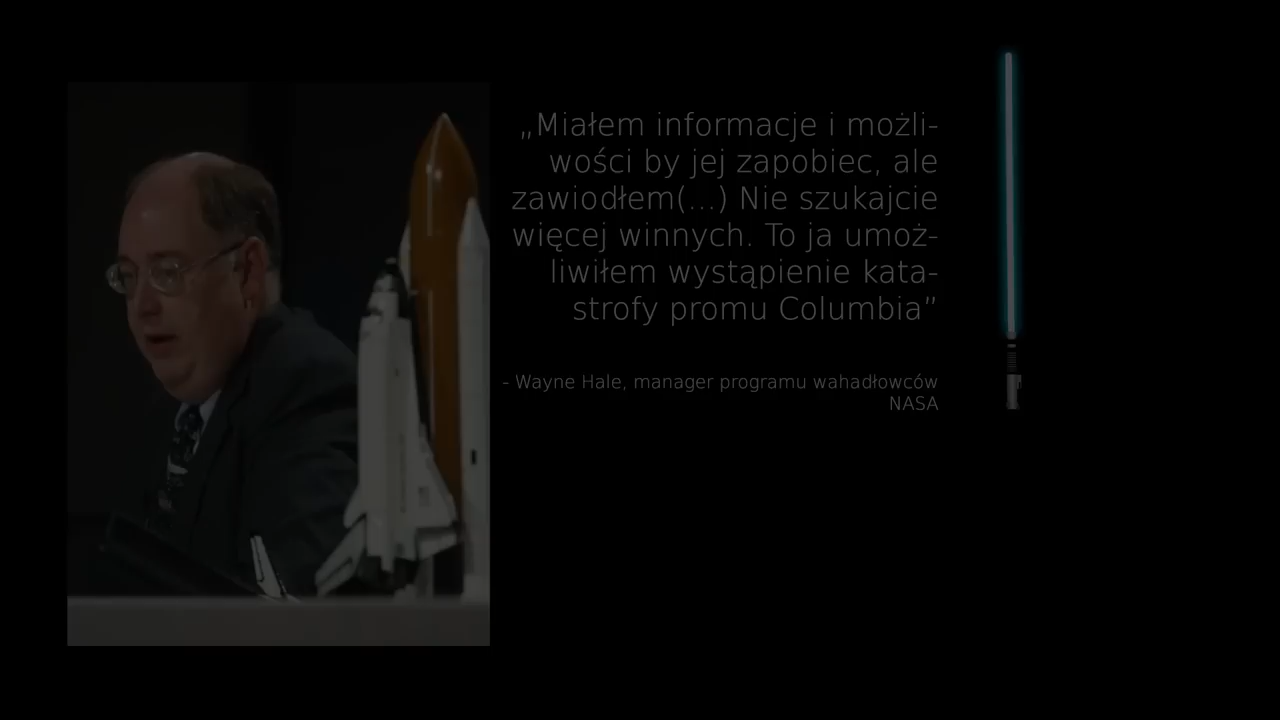 „Miałem informacje i możli-
wości by jej zapobiec, ale
zawiodłem(...) Nie szukajcie
więcej winnych. To ja umoż-
liwiłem wystąpienie kata-
strofy promu Columbia”
– Wayne Hale, manager programu wahadłowców
NASA